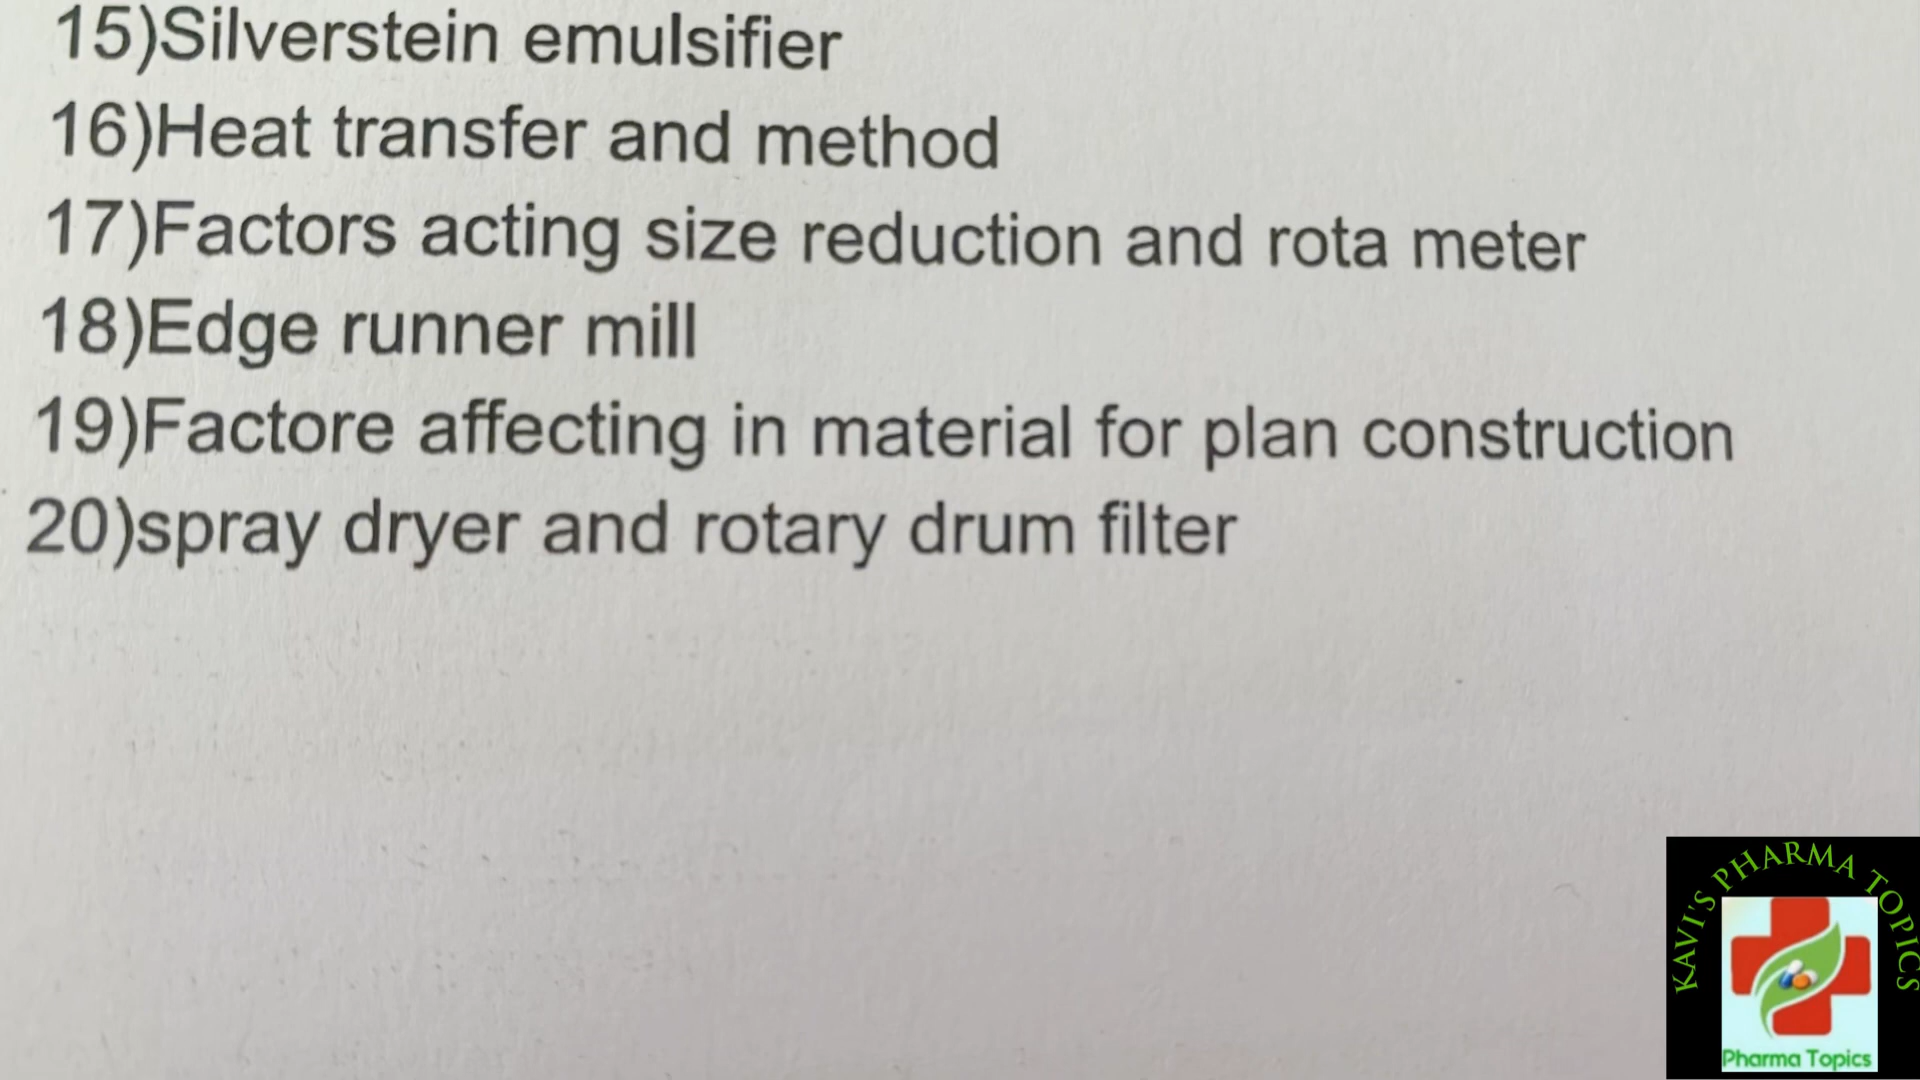 15)Silverstein emulsifier
16)Heat transfer and method
17)Factors acting size reduction and rota meter
18)Edge runner mill
19)Factore affecting in material for plan construction
20)spray dryer and rotary drum filter
KAVI'S PHARMA TOPICS
Pharma Topics